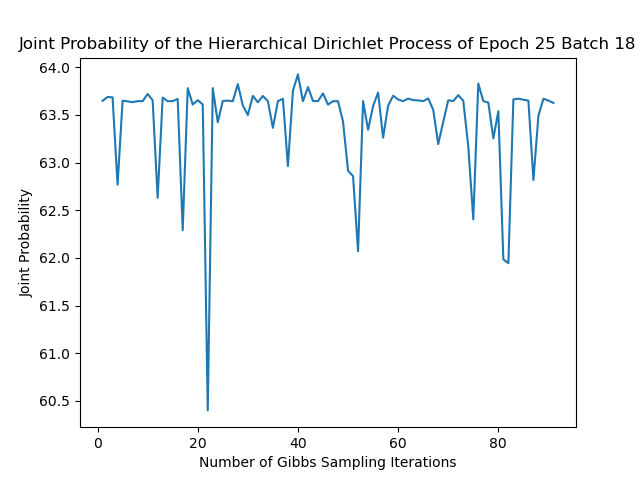 Joint Probability of the Hierarchical Dirichlet Process of Epoch 25 Batch 18
64.0
63.5
63.0
62.5
62.0
61.5
61.0
60.5
Joint Probability
0 20 40 60 80
Number of Gibbs Sampling Iterations